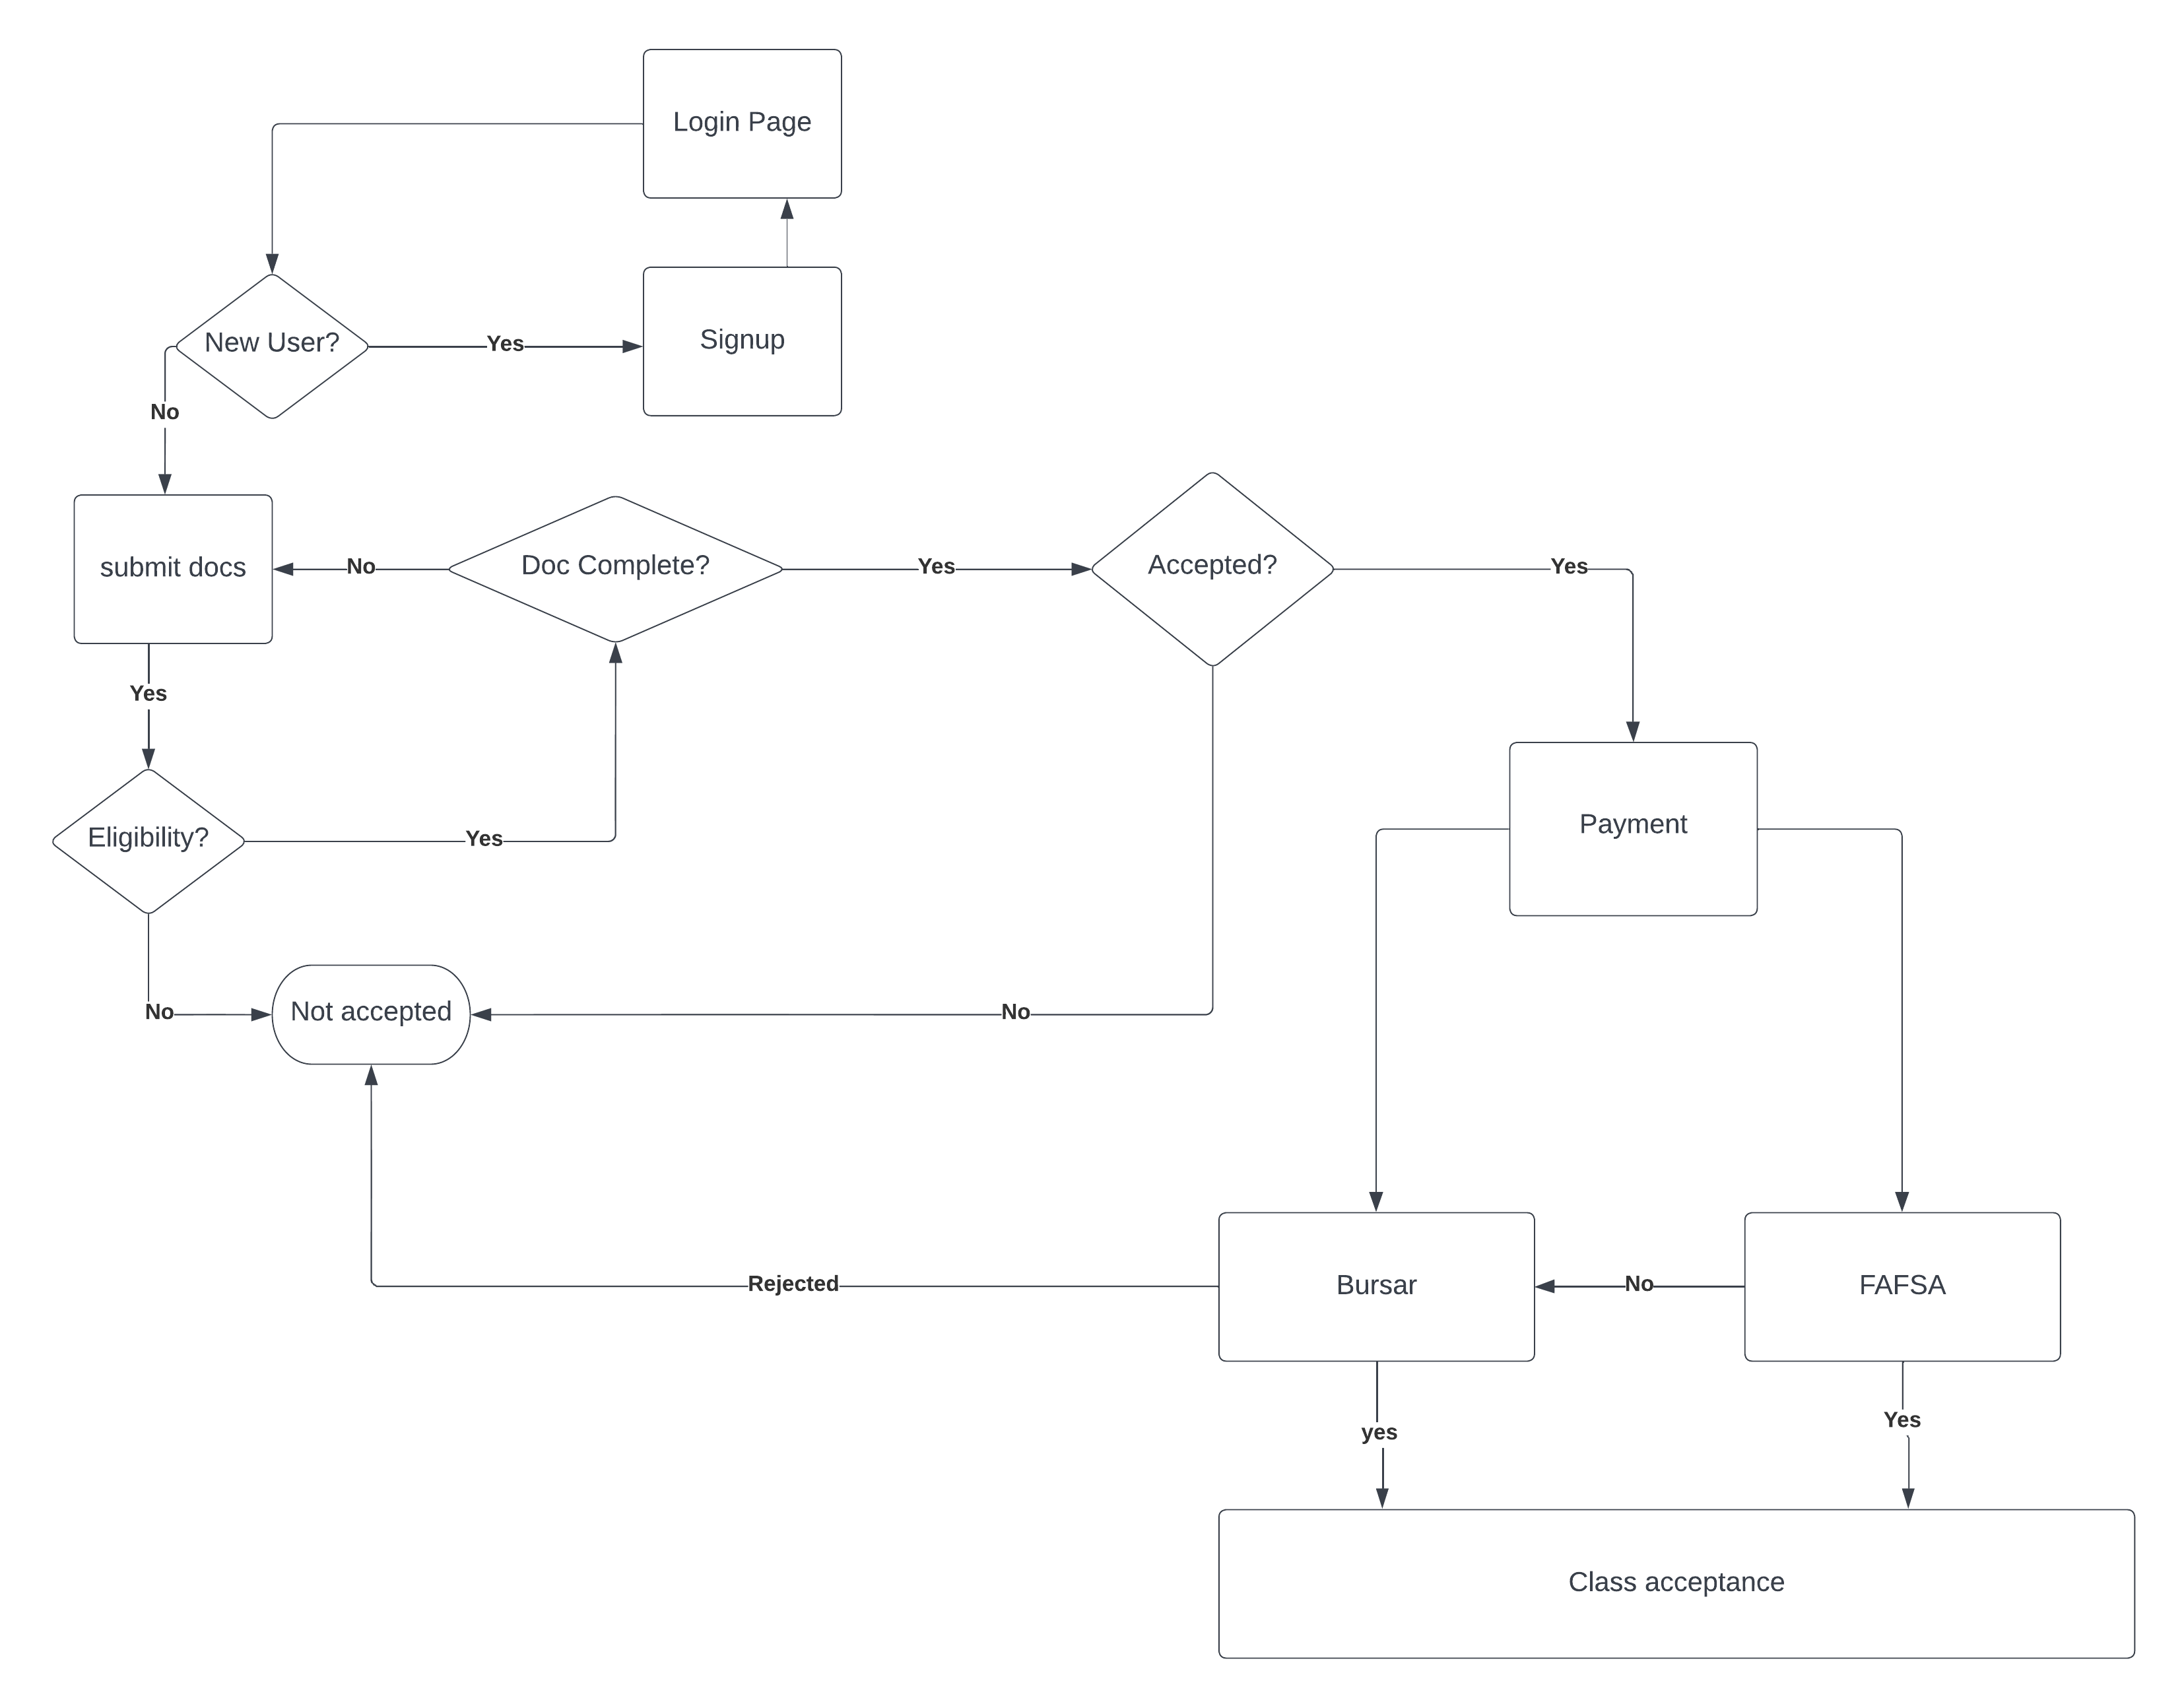 Login Page
New User?
Yes
Signup
No
submit docs
No
Doc Complete?
Yes
Accepted?
Yes
Yes
Payment
Eligibility?
Yes
No
Not accepted
No
Rejected
Bursar
No
FAFSA
yes
Yes
Class acceptance